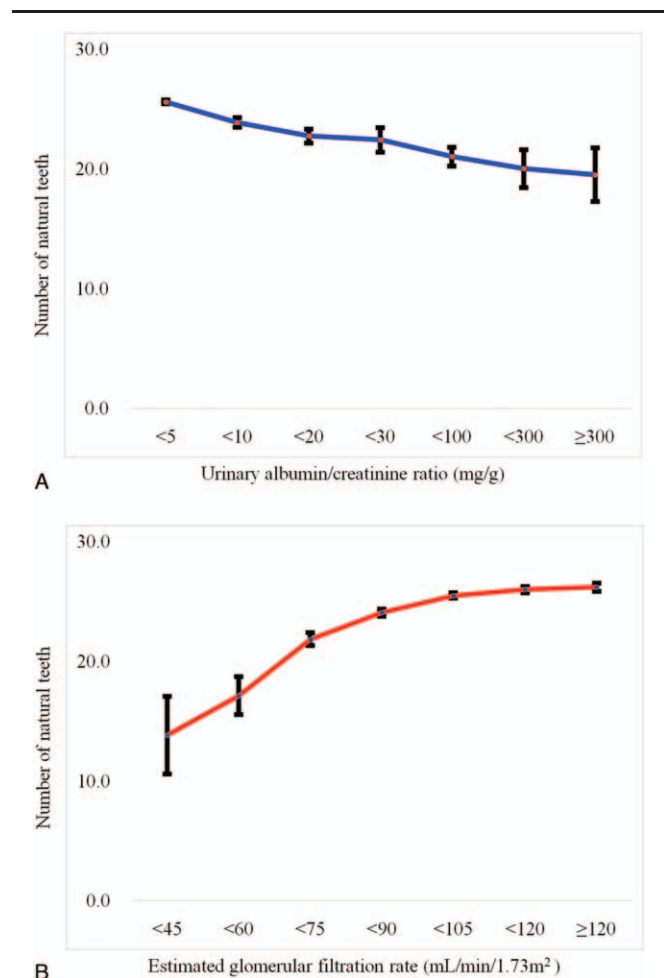 30.0
20.0
10.0
0.0
Number of natural teeth
<5 <10 <20 <30 <100 <300 ≥300
A Urinary albumin/creatinine ratio (mg/g)
30.0
20.0
10.0
0.0
Number of natural teeth
<45 <60 <75 <90 <105 <120 ≥120
B Estimated glomerular filtration rate (mL/min/1.73m²)